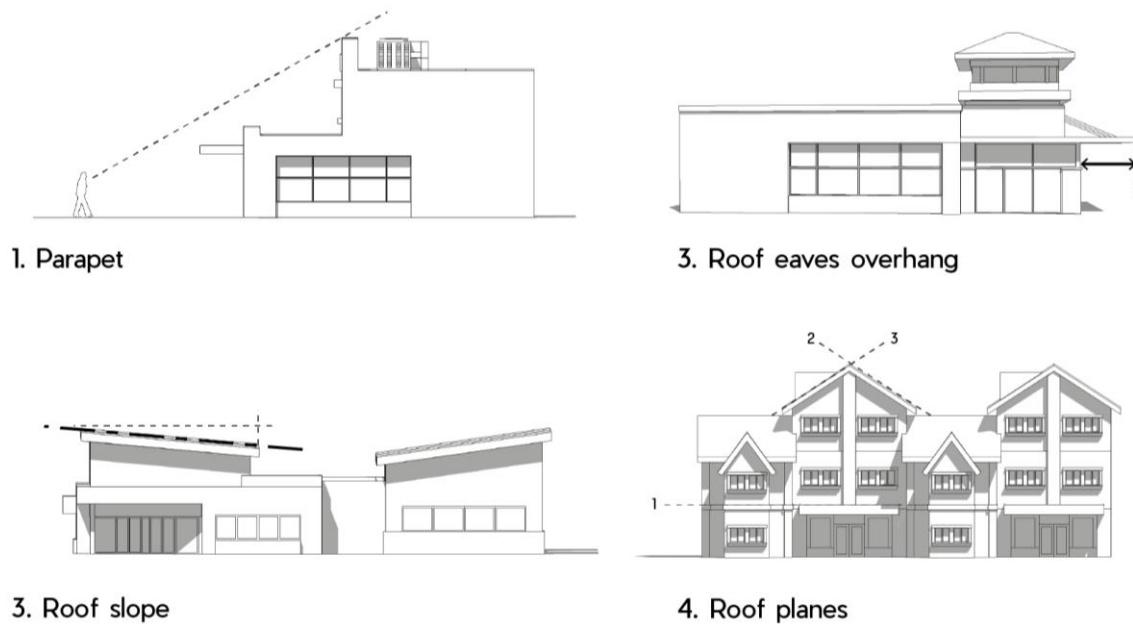 1. Parapet
3. Roof eaves overhang
3. Roof slope
2 3
1
4. Roof planes